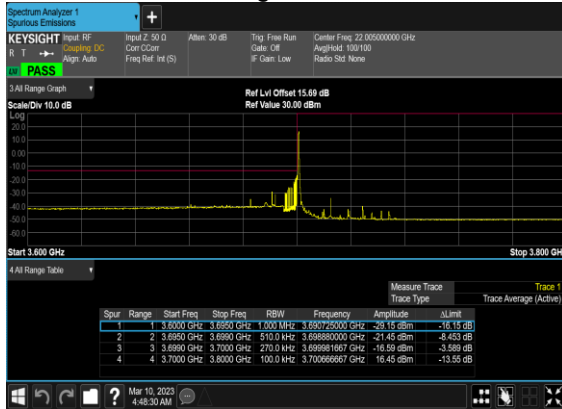 Spectrum Analyzer 1
Spurious Emissions
+
KEYSIGHT Input: RF Input Z: 50 Ω Atten: 30 dB Trig: Free Run Center Freq: 22.005000000 GHz
R T Coupling: DC Corr CCorr Gate: Off Avg|Hold: 100/100
Align: Auto Freq Ref: Int (S) IF Gain: Low Radio Std: None
PASS
3 All Range Graph
Ref Lvl Offset 15.69 dB
Scale/Div 10.0 dB Ref Value 30.00 dBm
Log
20.0
10.0
0.00
-10.0
-20.0
-30.0
-40.0
-50.0
-60.0
Start 3.600 GHz Stop 3.800 GH
4 All Range Table
Measure Trace Trace 1
Trace Type Trace Average (Active)
Spur Range Start Freq Stop Freq RBW Frequency Amplitude ΔLimit
1 1 3.6000 GHz 3.6950 GHz 1.000 MHz 3.690725000 GHz -29.15 dBm -16.15 dB
2 2 3.6950 GHz 3.6990 GHz 510.0 kHz 3.698880000 GHz -21.45 dBm -8.453 dB
3 3 3.6990 GHz 3.7000 GHz 270.0 kHz 3.699981667 GHz -16.59 dBm -3.589 dB
4 4 3.7000 GHz 3.8000 GHz 100.0 kHz 3.700666667 GHz 16.45 dBm -13.55 dB
? Mar 10, 2023
4:48:30 AM